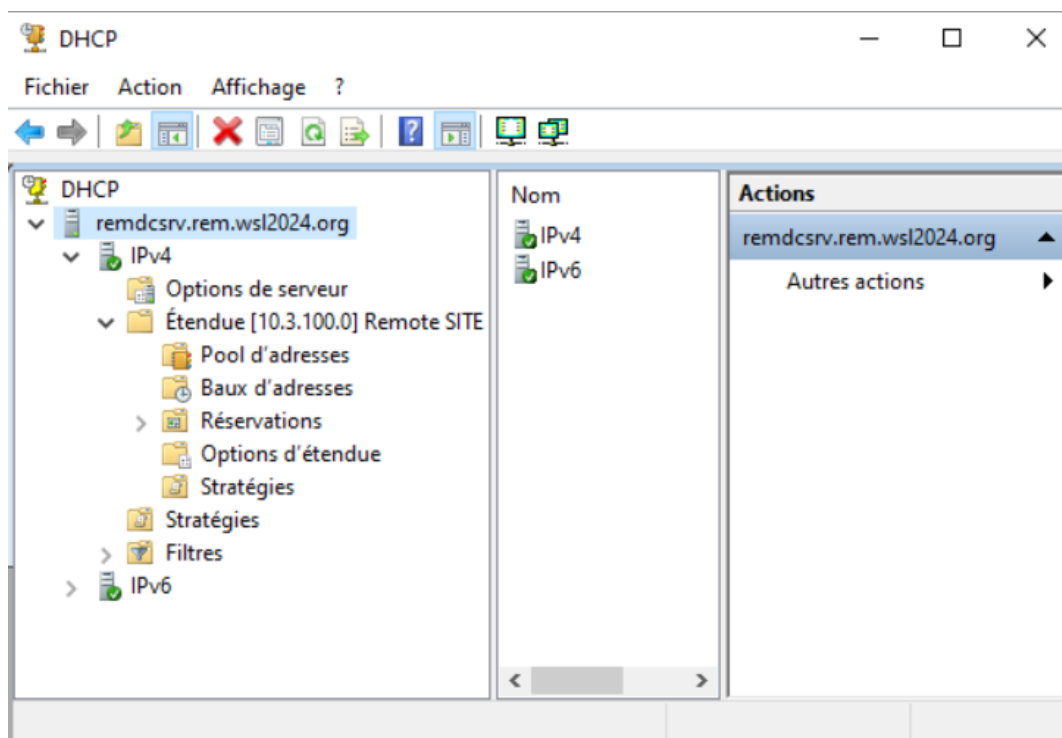 DHCP
Fichier Action Affichage ?
DHCP
remdcsrv.rem.wsl2024.org
IPv4
Options de serveur
Étendue [10.3.100.0] Remote SITE
Pool d'adresses
Baux d'adresses
Réservations
Options d'étendue
Stratégies
Stratégies
Filtres
IPv6
Nom
IPv4
IPv6
Actions
remdcsrv.rem.wsl2024.org
Autres actions